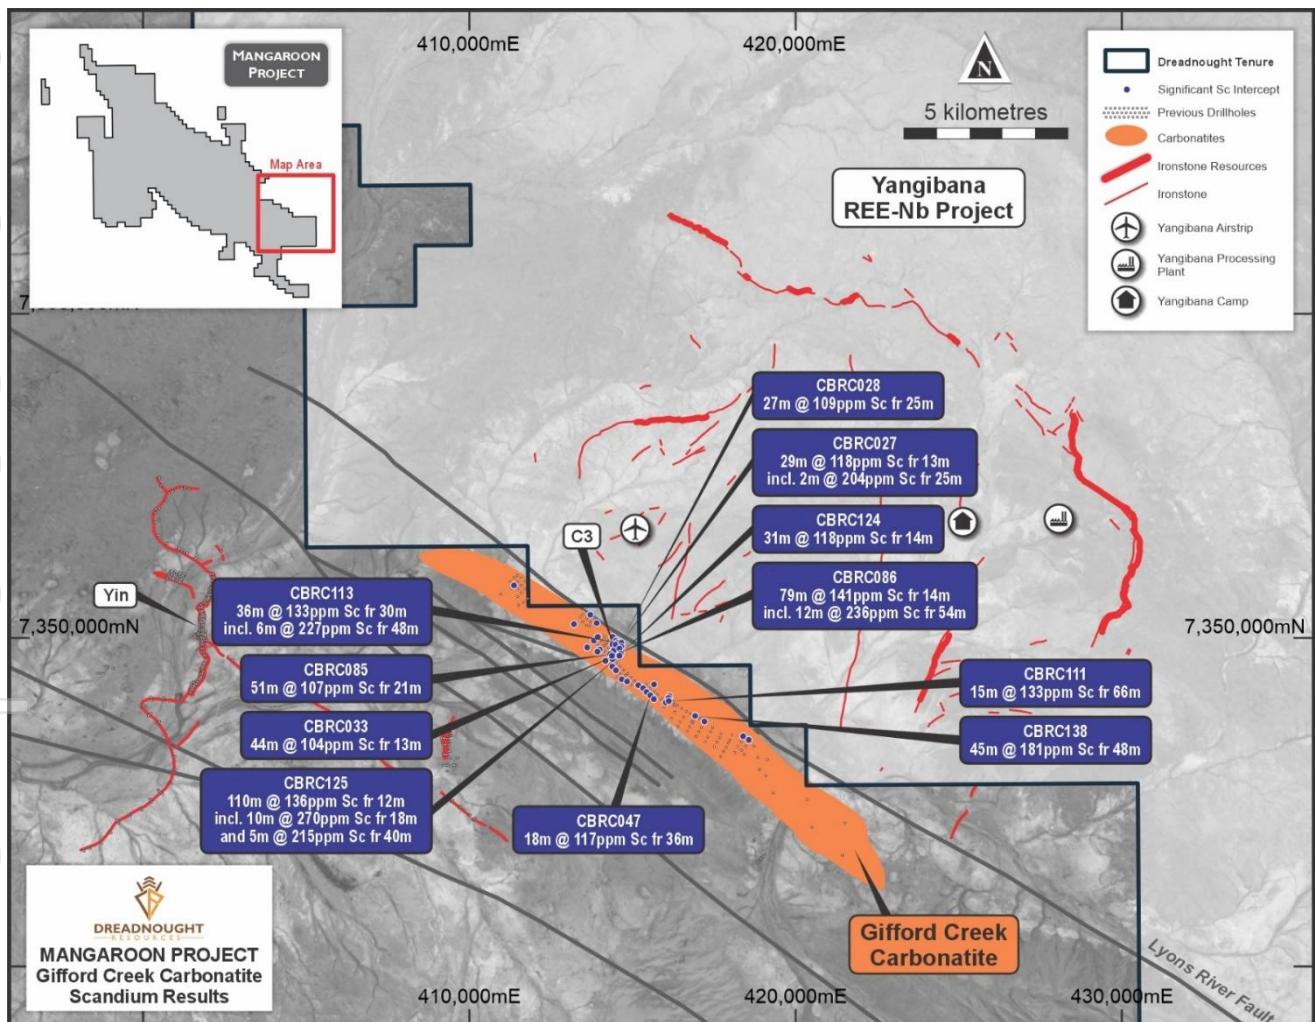 410,000mE
420,000mE
MANGAROON
PROJECT
Map Area
N
5 kilometres
Yangibana
REE-Nb Project
Dreadnought Tenure
Significant Sc Intercept
Previous Drillholes
Carbonatites
Ironstone Resources
Ironstone
Yangibana Airstrip
Yangibana Processing
Plant
Yangibana Camp
CBRC028
27m @ 109ppm Sc fr 25m
CBRC027
29m @ 118ppm Sc fr 13m
incl. 2m @ 204ppm Sc fr 25m
CBRC124
31m @ 118ppm Sc fr 14m
CBRC086
79m @ 141ppm Sc fr 14m
incl. 12m @ 236ppm Sc fr 54m
C3
Yin
7,350,000mN
7,350,000mN
CBRC113
36m @ 133ppm Sc fr 30m
incl. 6m @ 227ppm Sc fr 48m
CBRC085
51m @ 107ppm Sc fr 21m
CBRC033
44m @ 104ppm Sc fr 13m
CBRC125
110m @ 136ppm Sc fr 12m
incl. 10m @ 270ppm Sc fr 18m
and 5m @ 215ppm Sc fr 40m
CBRC047
18m @ 117ppm Sc fr 36m
CBRC111
15m @ 133ppm Sc fr 66m
CBRC138
45m @ 181ppm Sc fr 48m
Gifford Creek
Carbonatite
Lyons River Fault
DREADNOUGHT
RESOURCES
MANGAROON PROJECT
Gifford Creek Carbonatite
Scandium Results
410,000mE
420,000mE
430,000mE